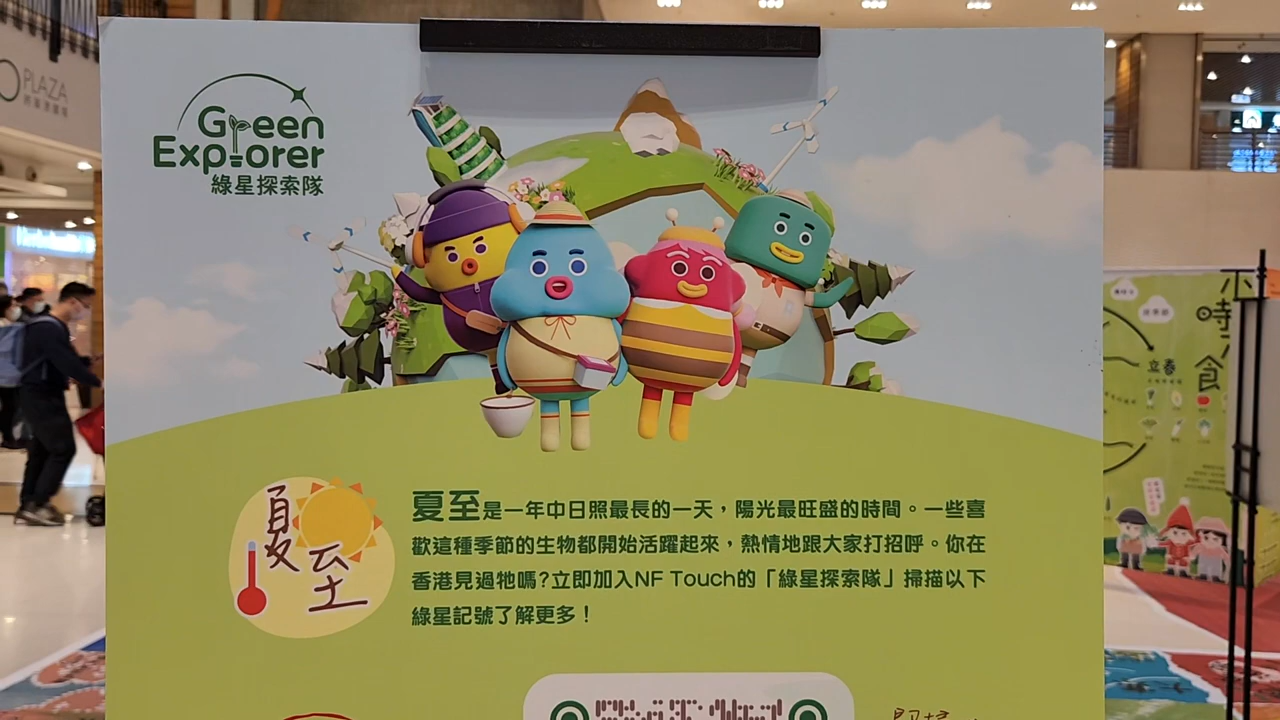 PLAZA
Green
Explorer
綠星探索隊
夏至
夏至是一年中日照最長的一天，陽光最旺盛的時間。一些喜
歡這種季節的生物都開始活躍起來，熱情地跟大家打招呼。你在
香港見過牠嗎?立即加入NF Touch的「綠星探索隊」掃描以下
綠星記號了解更多！
不時不食
立春